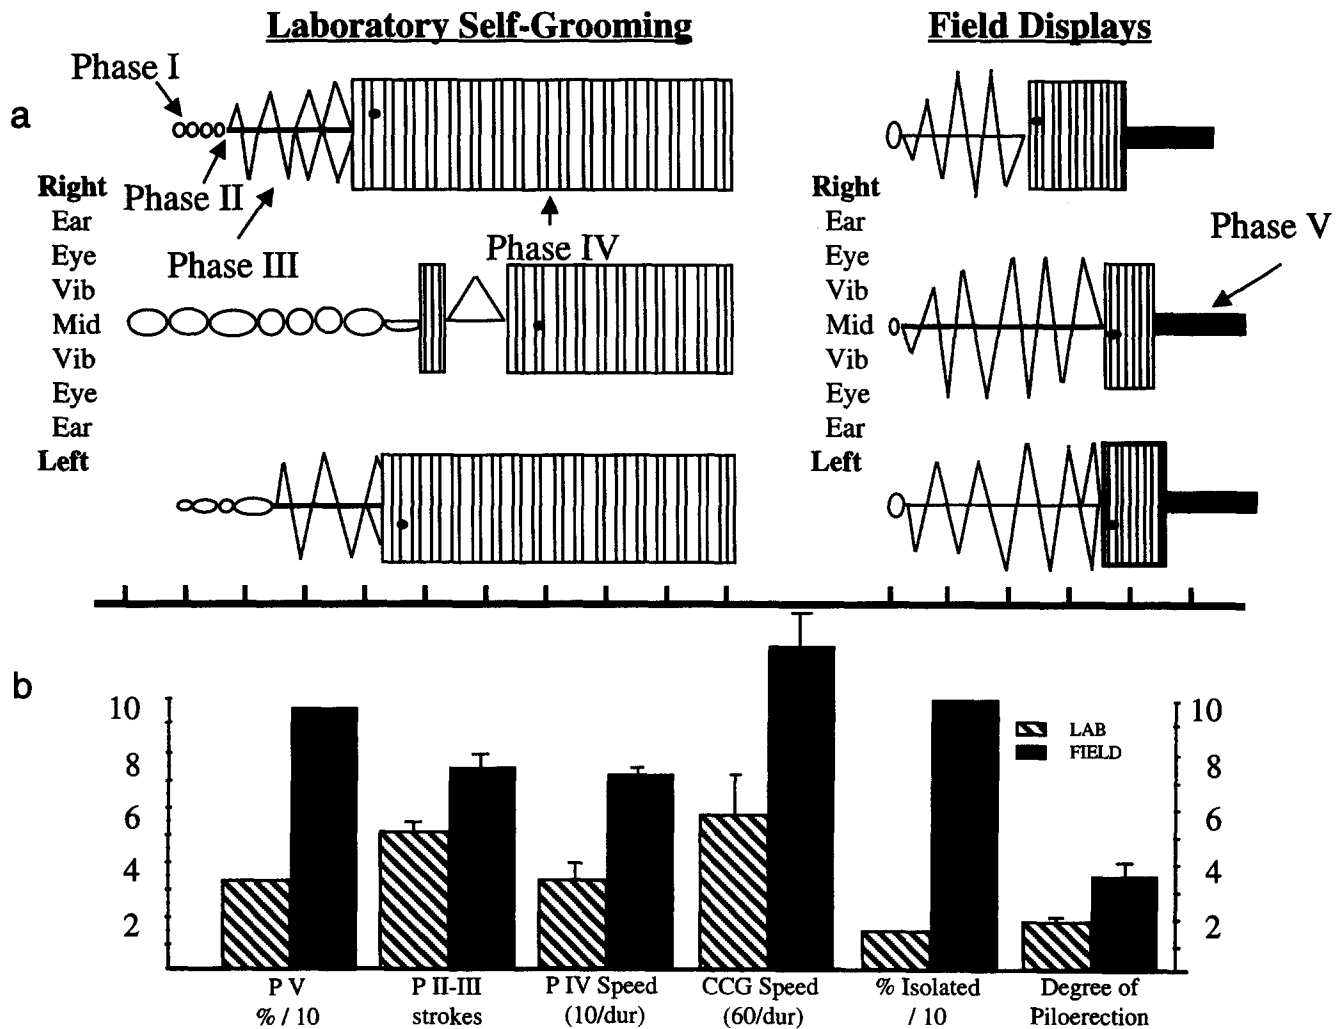 Laboratory Self-Grooming
Field Displays
Phase I
a
Right
Phase II
Ear
Eye
Phase III
Phase IV
Vib
Mid
Vib
Eye
Ear
Left
Right
Ear
Phase V
Eye
Vib
Mid
Vib
Eye
Ear
Left
b
10
8
6
4
2
10
8
6
4
2
LAB
FIELD
P V
% / 10
P II-III
strokes
P IV Speed
(10/dur)
CCG Speed
(60/dur)
% Isolated
/ 10
Degree of
Piloerection